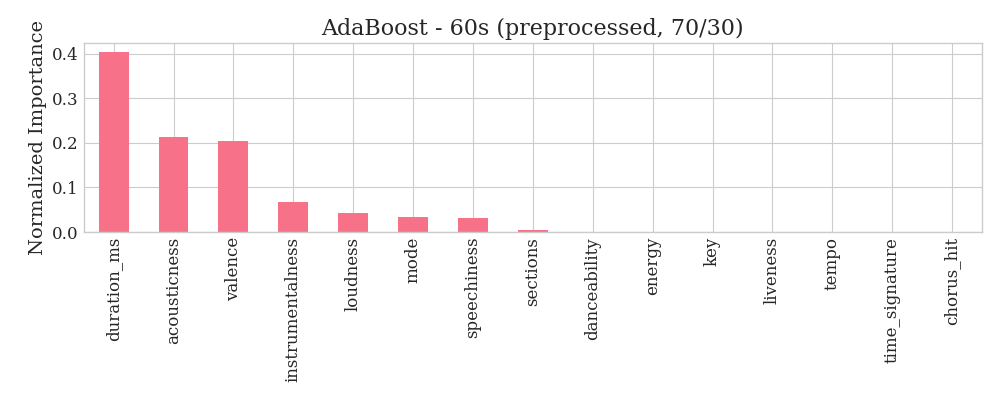 AdaBoost - 60s (preprocessed, 70/30)
Normalized Importance
0.4
0.3
0.2
0.1
0.0
duration_ms
acousticness
valence
instrumentalness
loudness
mode
speechiness
sections
danceability
energy
key
liveness
tempo
time_signature
chorus_hit